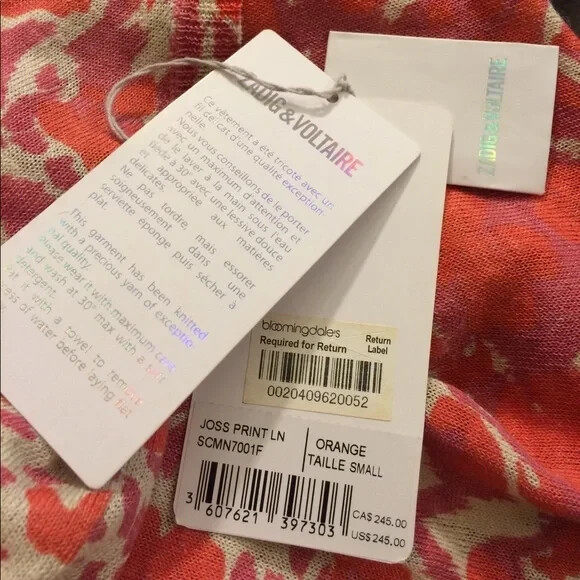 ZADIG&VOLTAIRE
Ce vêtement a été tricoté avec un
fil délicat d'une qualité exception-
nelle.
Nous vous conseillons de le porter
avec un maximum d'attention et
de le laver à la main sous l'eau
tiède à 30° avec une lessive douce
et appropriée aux matières
délicates.
Ne pas tordre, mais essorer
soigneusement dans une
serviette éponge puis sécher à
plat.
This garment has been knitted
with a precious yarn of exceptio-
nal quality.
Please wear it with maximum care
and wash at 30° max with a
detergent.
it with a towel to
of water before laying flat
ZADIG&VOLTAIRE
bloomingdale's
Required for Return
Return
Label
0020409620052
JOSS PRINT LN
SCMN7001F
ORANGE
TAILLE SMALL
3 607621 397303
CA$ 245.00
US$ 245.00